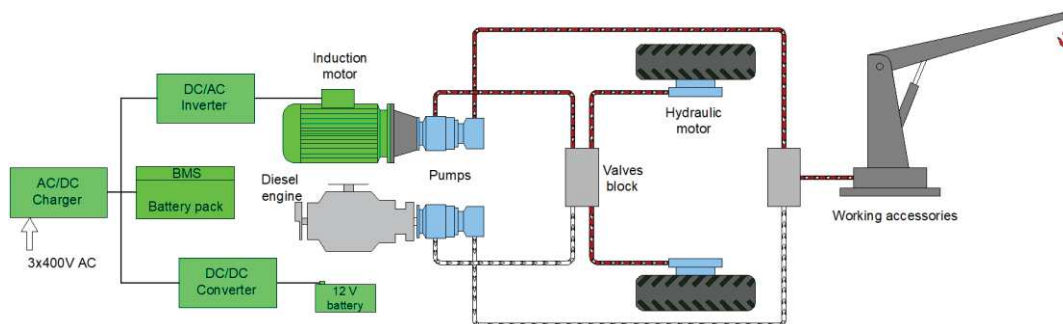 Induction
motor
DC/AC
Inverter
AC/DC
Charger
BMS
Battery pack
3x400V AC
DC/DC
Converter
12 V
battery
Diesel
engine
Pumps
Hydraulic
motor
Valves
block
Working accessories